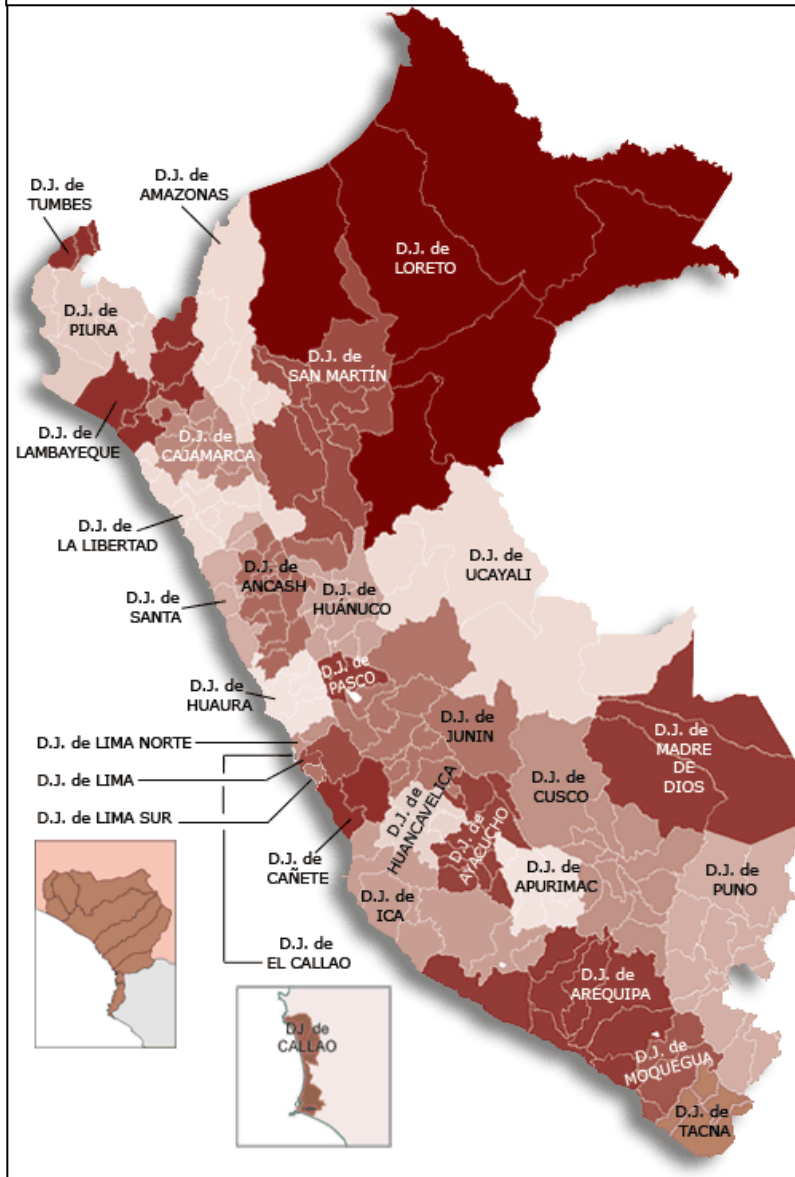 D.J. de
AMAZONAS
D.J. de
TUMBES
D.J. de
LORETO
D.J. de
PIURA
D.J. de
SAN MARTÍN
D.J. de
LAMBAYEQUE
D.J. de
CAJAMARCA
D.J. de
LA LIBERTAD
D.J. de
UCAYALI
D.J. de
ANCASH
D.J. de
HUÁNUCO
D.J. de
SANTA
D.J. de
PASCO
D.J. de
HUAURA
D.J. de
JUNIN
D.J. de
MADRE
DE
DIOS
D.J. de LIMA NORTE
D.J. de LIMA
D.J. de LIMA SUR
D.J. de
CUSCO
D.J. de
HUANCAVELICA
D.J. de
AYACUCHO
D.J. de
CAÑETE
D.J. de
APURIMAC
D.J. de
PUNO
D.J. de
ICA
D.J. de
EL CALLAO
D.J. de
AREQUIPA
DJ. de
CALLAO
D.J. de
MOQUEGUA
D.J. de
TACNA